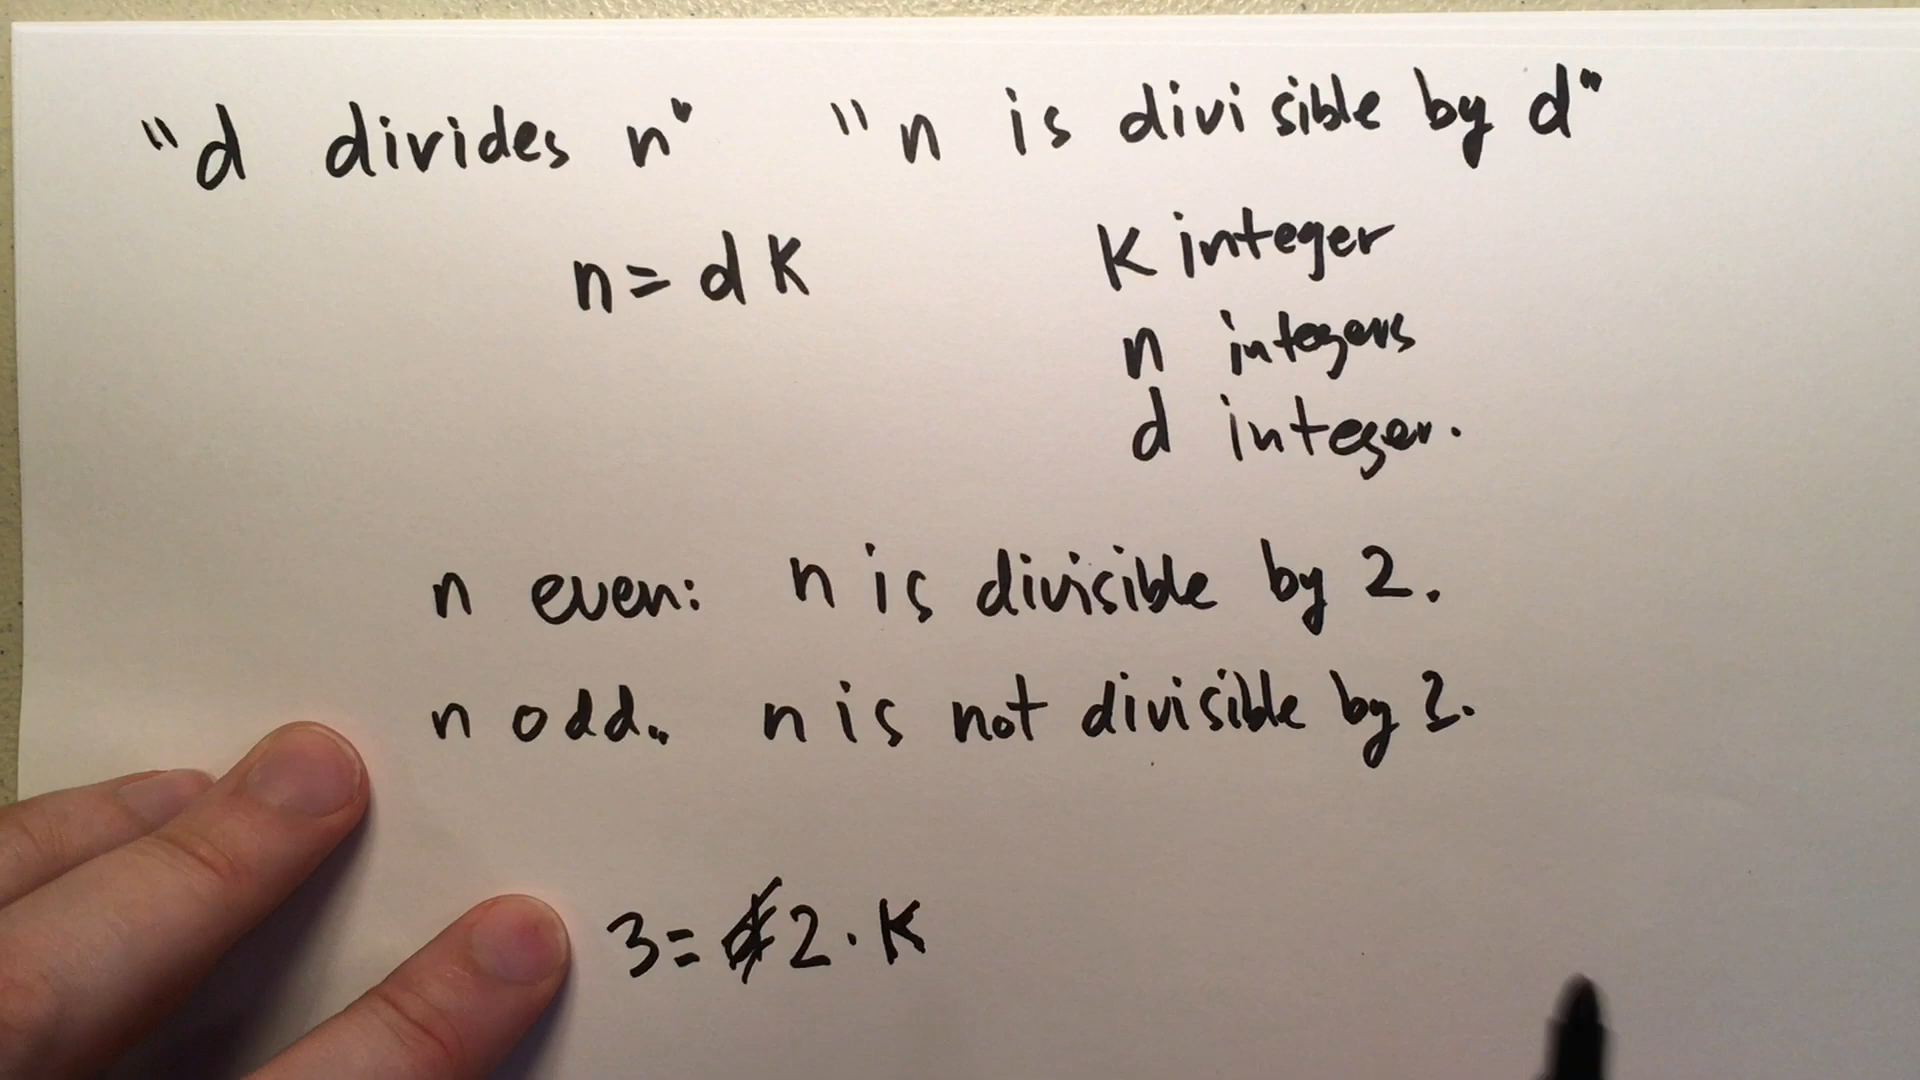 "d divides n" "n is divisible by d"
n = d K
K integer
n integers
d integer.
n even: n is divisible by 2.
n odd. n is not divisible by 2.
3 = 2 · K